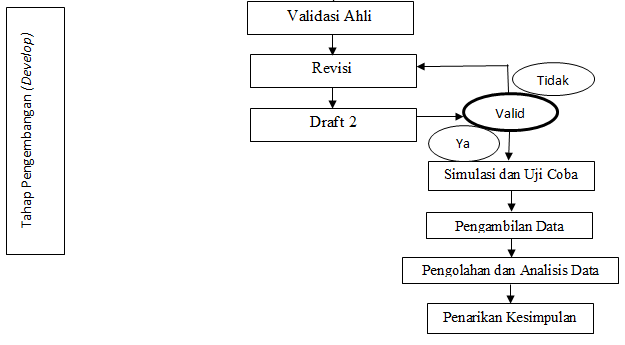 Tahap Pengembangan (Develop)
Validasi Ahli
Revisi
Tidak
Draft 2
Valid
Ya
Simulasi dan Uji Coba
Pengambilan Data
Pengolahan dan Analisis Data
Penarikan Kesimpulan